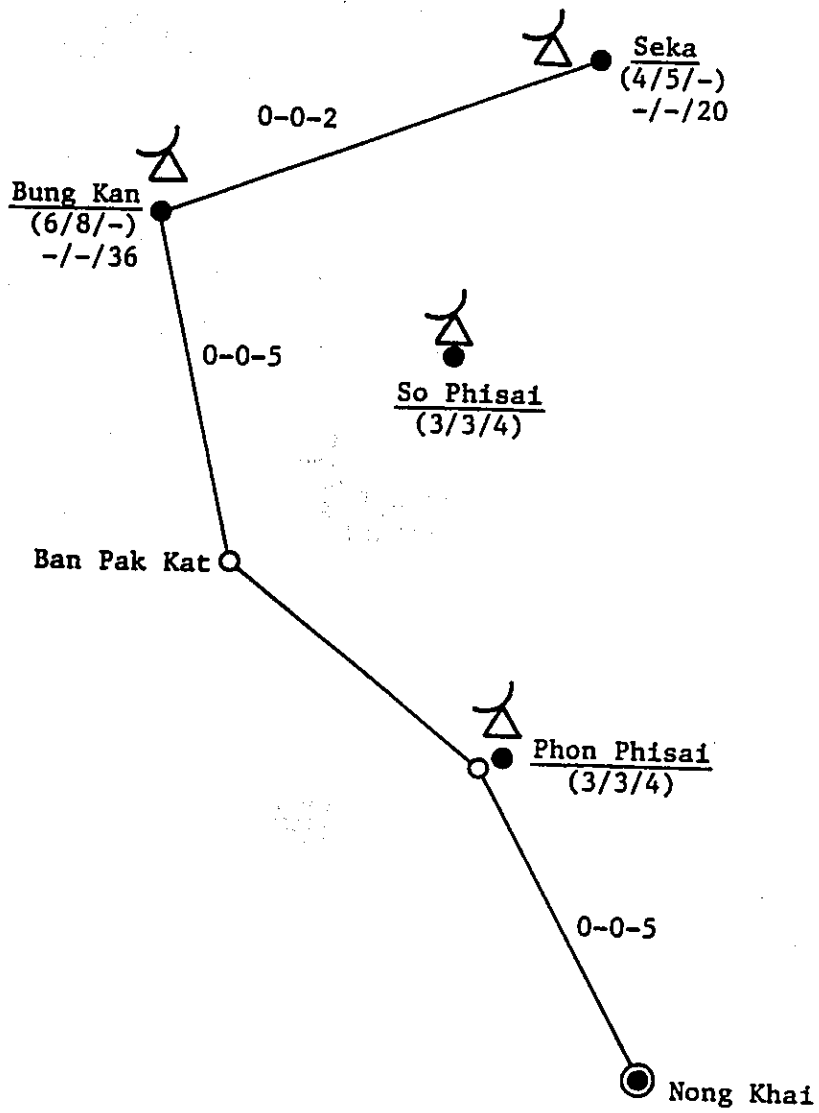 Seka
(4/5/-)
-/-/20
0-0-2
Bung Kan
(6/8/-)
-/-/36
0-0-5
So Phisai
(3/3/4)
Ban Pak Kat
Phon Phisai
(3/3/4)
0-0-5
Nong Khai